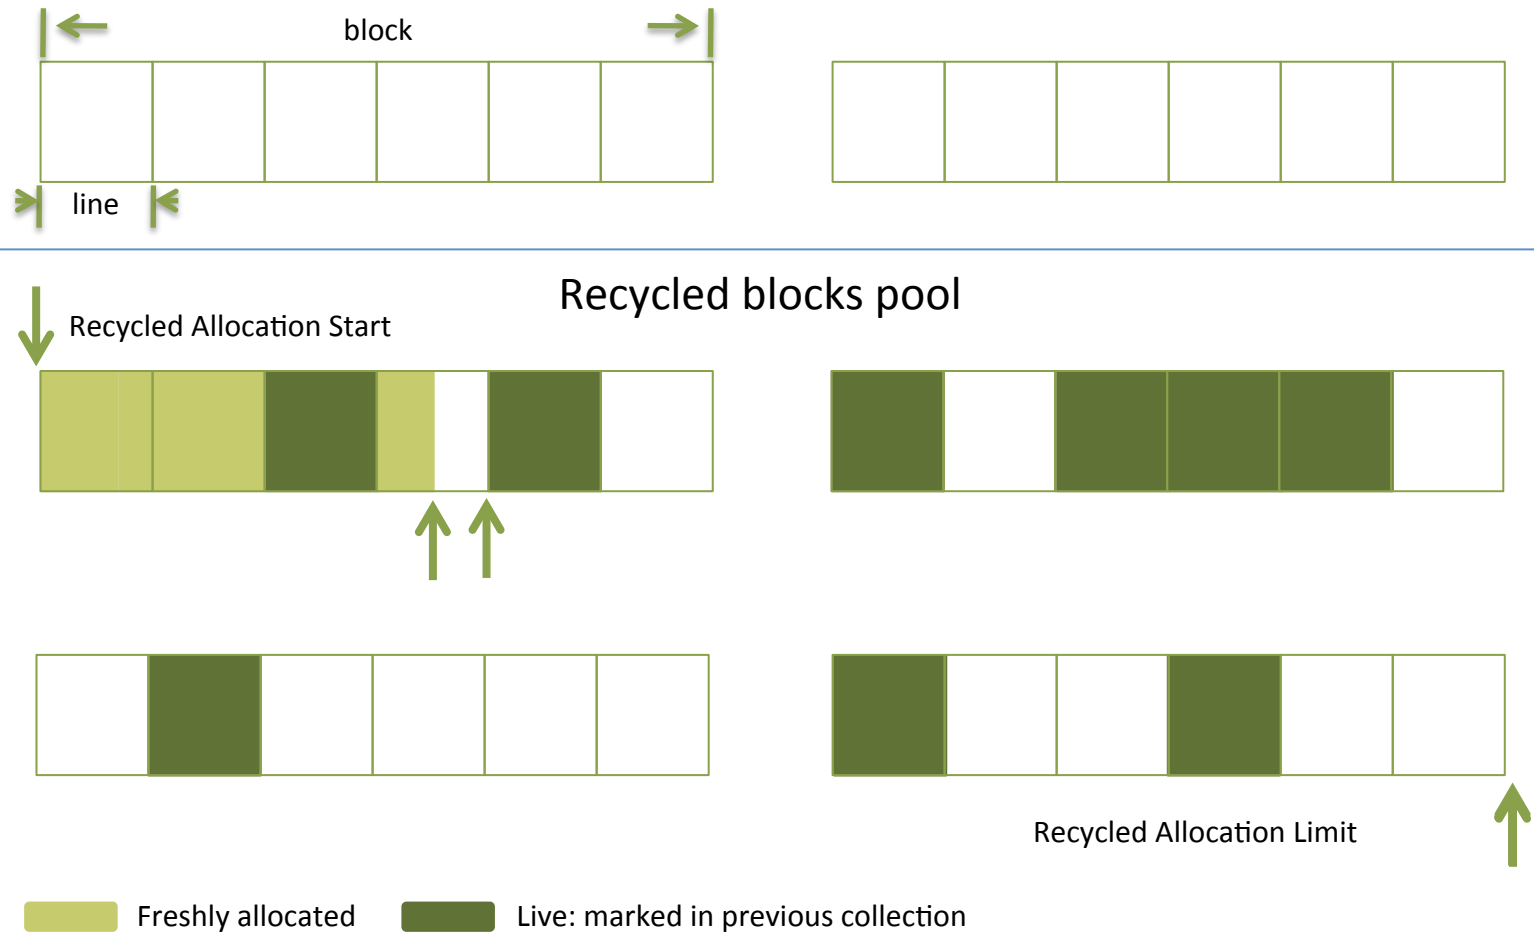 block
line
Recycled blocks pool
Recycled Allocation Start
Recycled Allocation Limit
Freshly allocated
Live: marked in previous collection